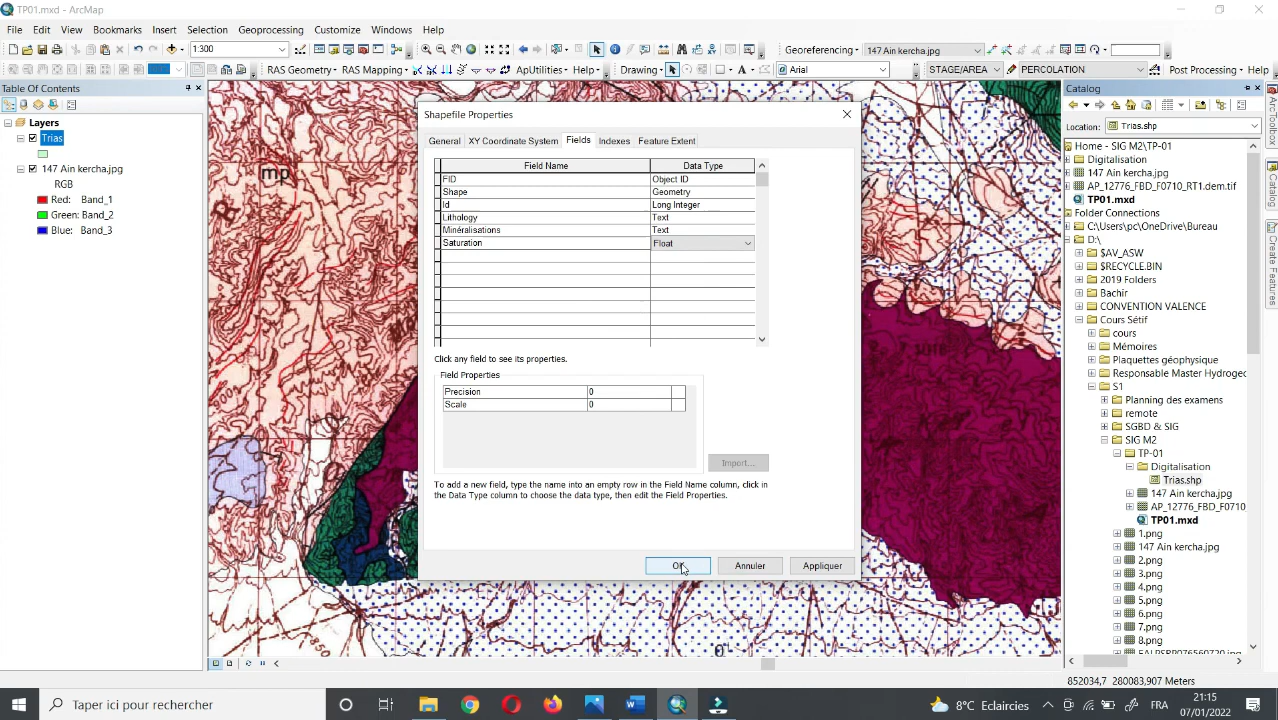 TP01.mxd - ArcMap
File Edit View Bookmarks Insert Selection Geoprocessing Customize Windows Help
1:300
Georeferencing 147 Ain kercha.jpg
RAS Geometry RAS Mapping ApUtilities Help Drawing Arial STAGE/AREA PERCOLATION Post Processing Help
Table Of Contents
Layers
Trias
147 Ain kercha.jpg
RGB
Red: Band_1
Green: Band_2
Blue: Band_3
mp
Shapefile Properties
General XY Coordinate System Fields Indexes Feature Extent
Field Name Data Type
FID Object ID
Shape Geometry
Id Long Integer
Lithology Text
Minéralisations Text
Saturation Float
Click any field to see its properties.
Field Properties
Precision 0
Scale 0
Import...
To add a new field, type the name into an empty row in the Field Name column, click in
the Data Type column to choose the data type, then edit the Field Properties.
OK Annuler Appliquer
Catalog
Location: Trias.shp
Home - SIG M2\TP-01
Digitalisation
147 Ain kercha.jpg
AP_12776_FBD_F0710_RT1.dem.tif
TP01.mxd
Folder Connections
C:\Users\pc\OneDrive\Bureau
D:\
$AV_ASW
$RECYCLE.BIN
2019 Folders
Bachir
CONVENTION VALENCE
Cours Sétif
cours
Mémoires
Plaquettes géophysique
Responsable Master Hydrogec
S1
Planning des examens
remote
SGBD & SIG
SIG M2
TP-01
Digitalisation
Trias.shp
147 Ain kercha.jpg
AP_12776_FBD_F0710
TP01.mxd
1.png
147 Ain kercha.jpg
2.png
3.png
4.png
5.png
6.png
7.png
8.png
ArcToolbox
Catalog
Create Features
852034,7 280083,907 Meters
Taper ici pour rechercher
8°C Eclaircies
FRA
21:15
07/01/2022